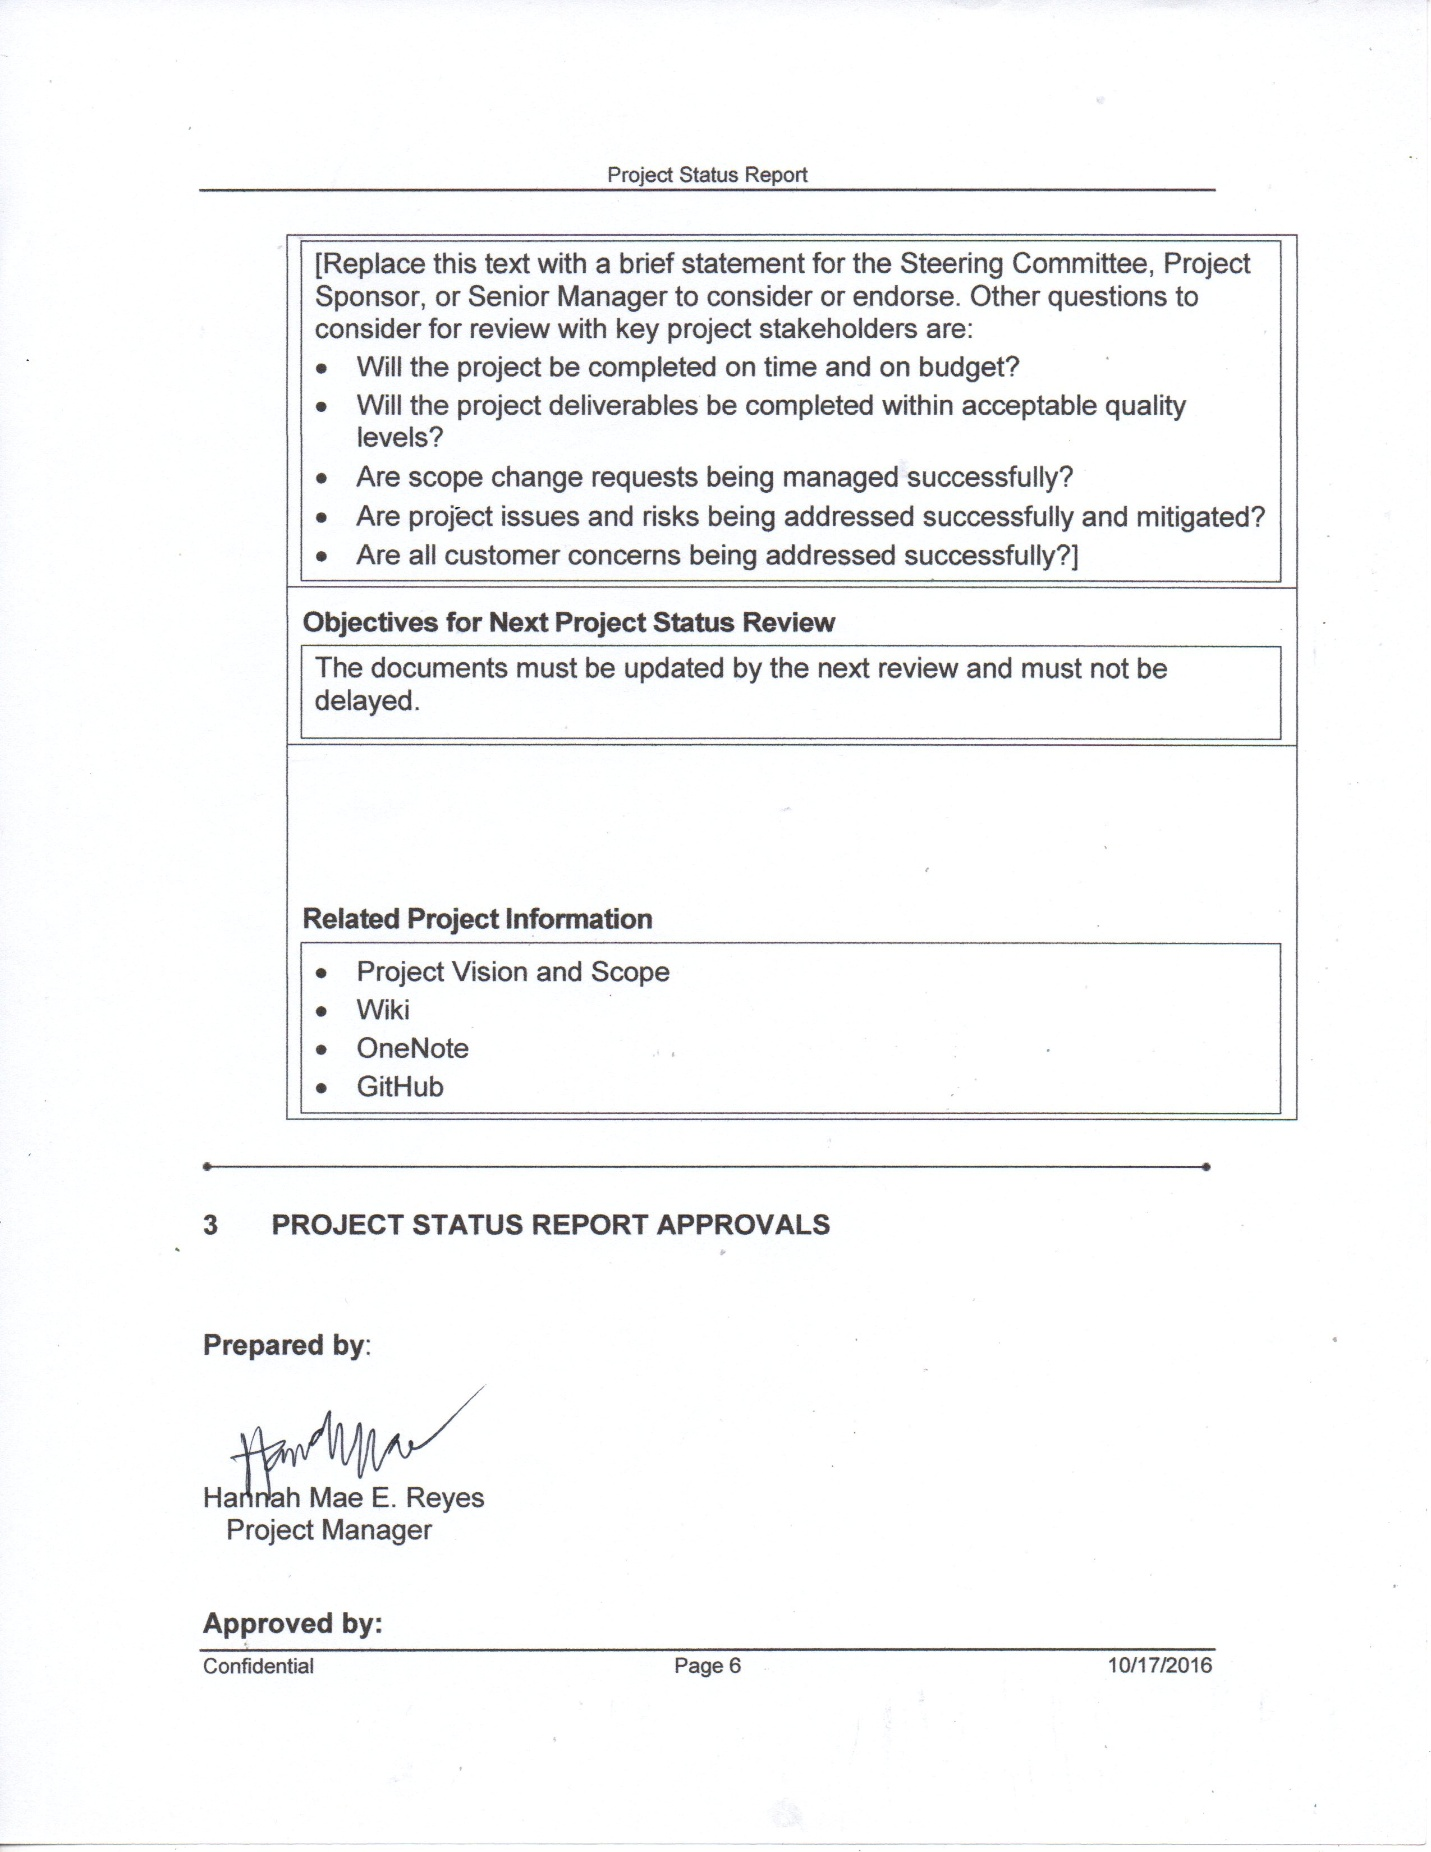 Project Status Report
[Replace this text with a brief statement for the Steering Committee, Project
Sponsor, or Senior Manager to consider or endorse. Other questions to
consider for review with key project stakeholders are:
• Will the project be completed on time and on budget?
• Will the project deliverables be completed within acceptable quality
levels?
• Are scope change requests being managed successfully?
• Are project issues and risks being addressed successfully and mitigated?
• Are all customer concerns being addressed successfully?]
Objectives for Next Project Status Review
The documents must be updated by the next review and must not be
delayed.
Related Project Information
• Project Vision and Scope
• Wiki
• OneNote
• GitHub
3 PROJECT STATUS REPORT APPROVALS
Prepared by:
Hannah Mae E. Reyes
Project Manager
Approved by:
Confidential Page 6 10/17/2016